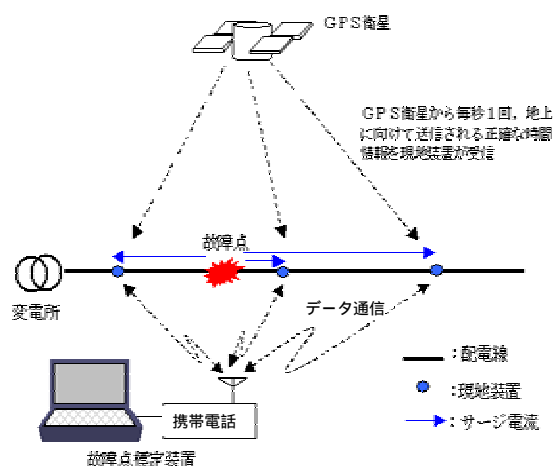 GPS衛星
GPS衛星から毎秒1回，地上
に向けて送信される正確な時間
情報を現地装置が受信
故障点
変電所
データ通信
：配電線
：現地装置
：サージ電流
携帯電話
故障点標定装置